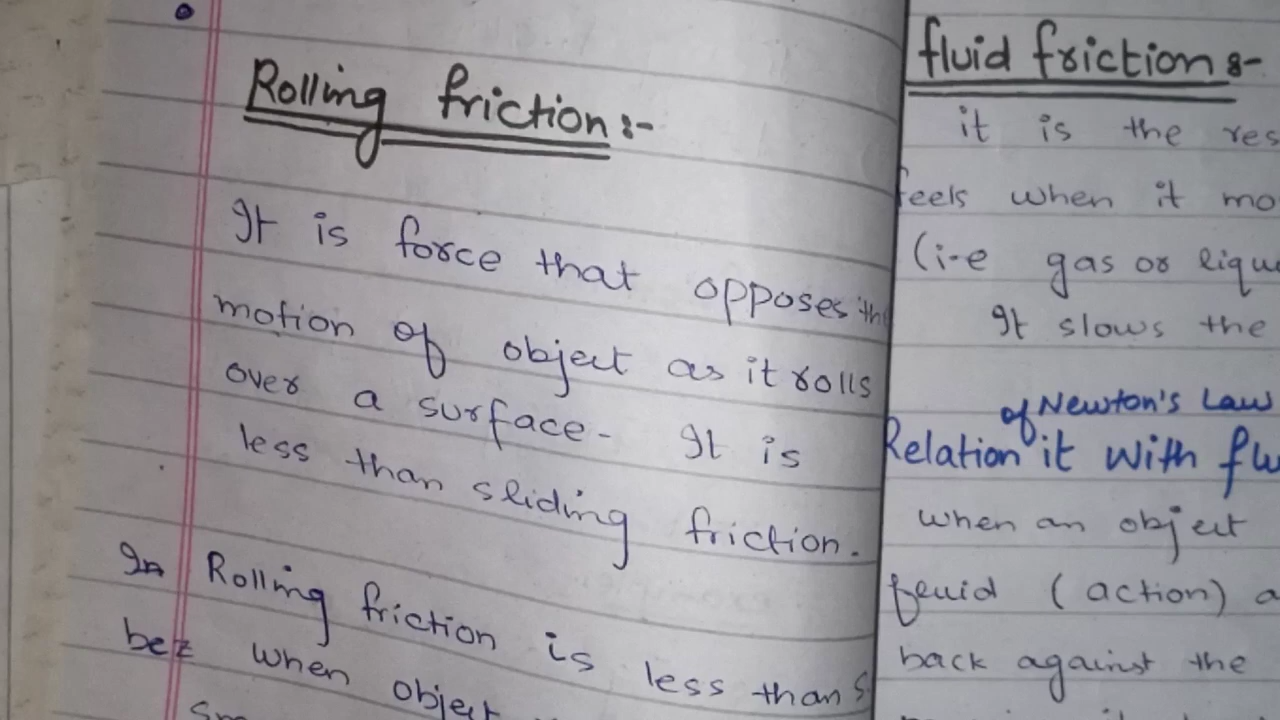 Rolling friction:-
It is force that opposes the
motion of object as it rolls
over a surface- It is
less than sliding friction.
In Rolling friction is less than
bez when object
fluid friction:-
it is the
feels when it
(i-e gas or
It slows the
of Newton's Law
Relation it with
when an object
fluid (action)
back against the